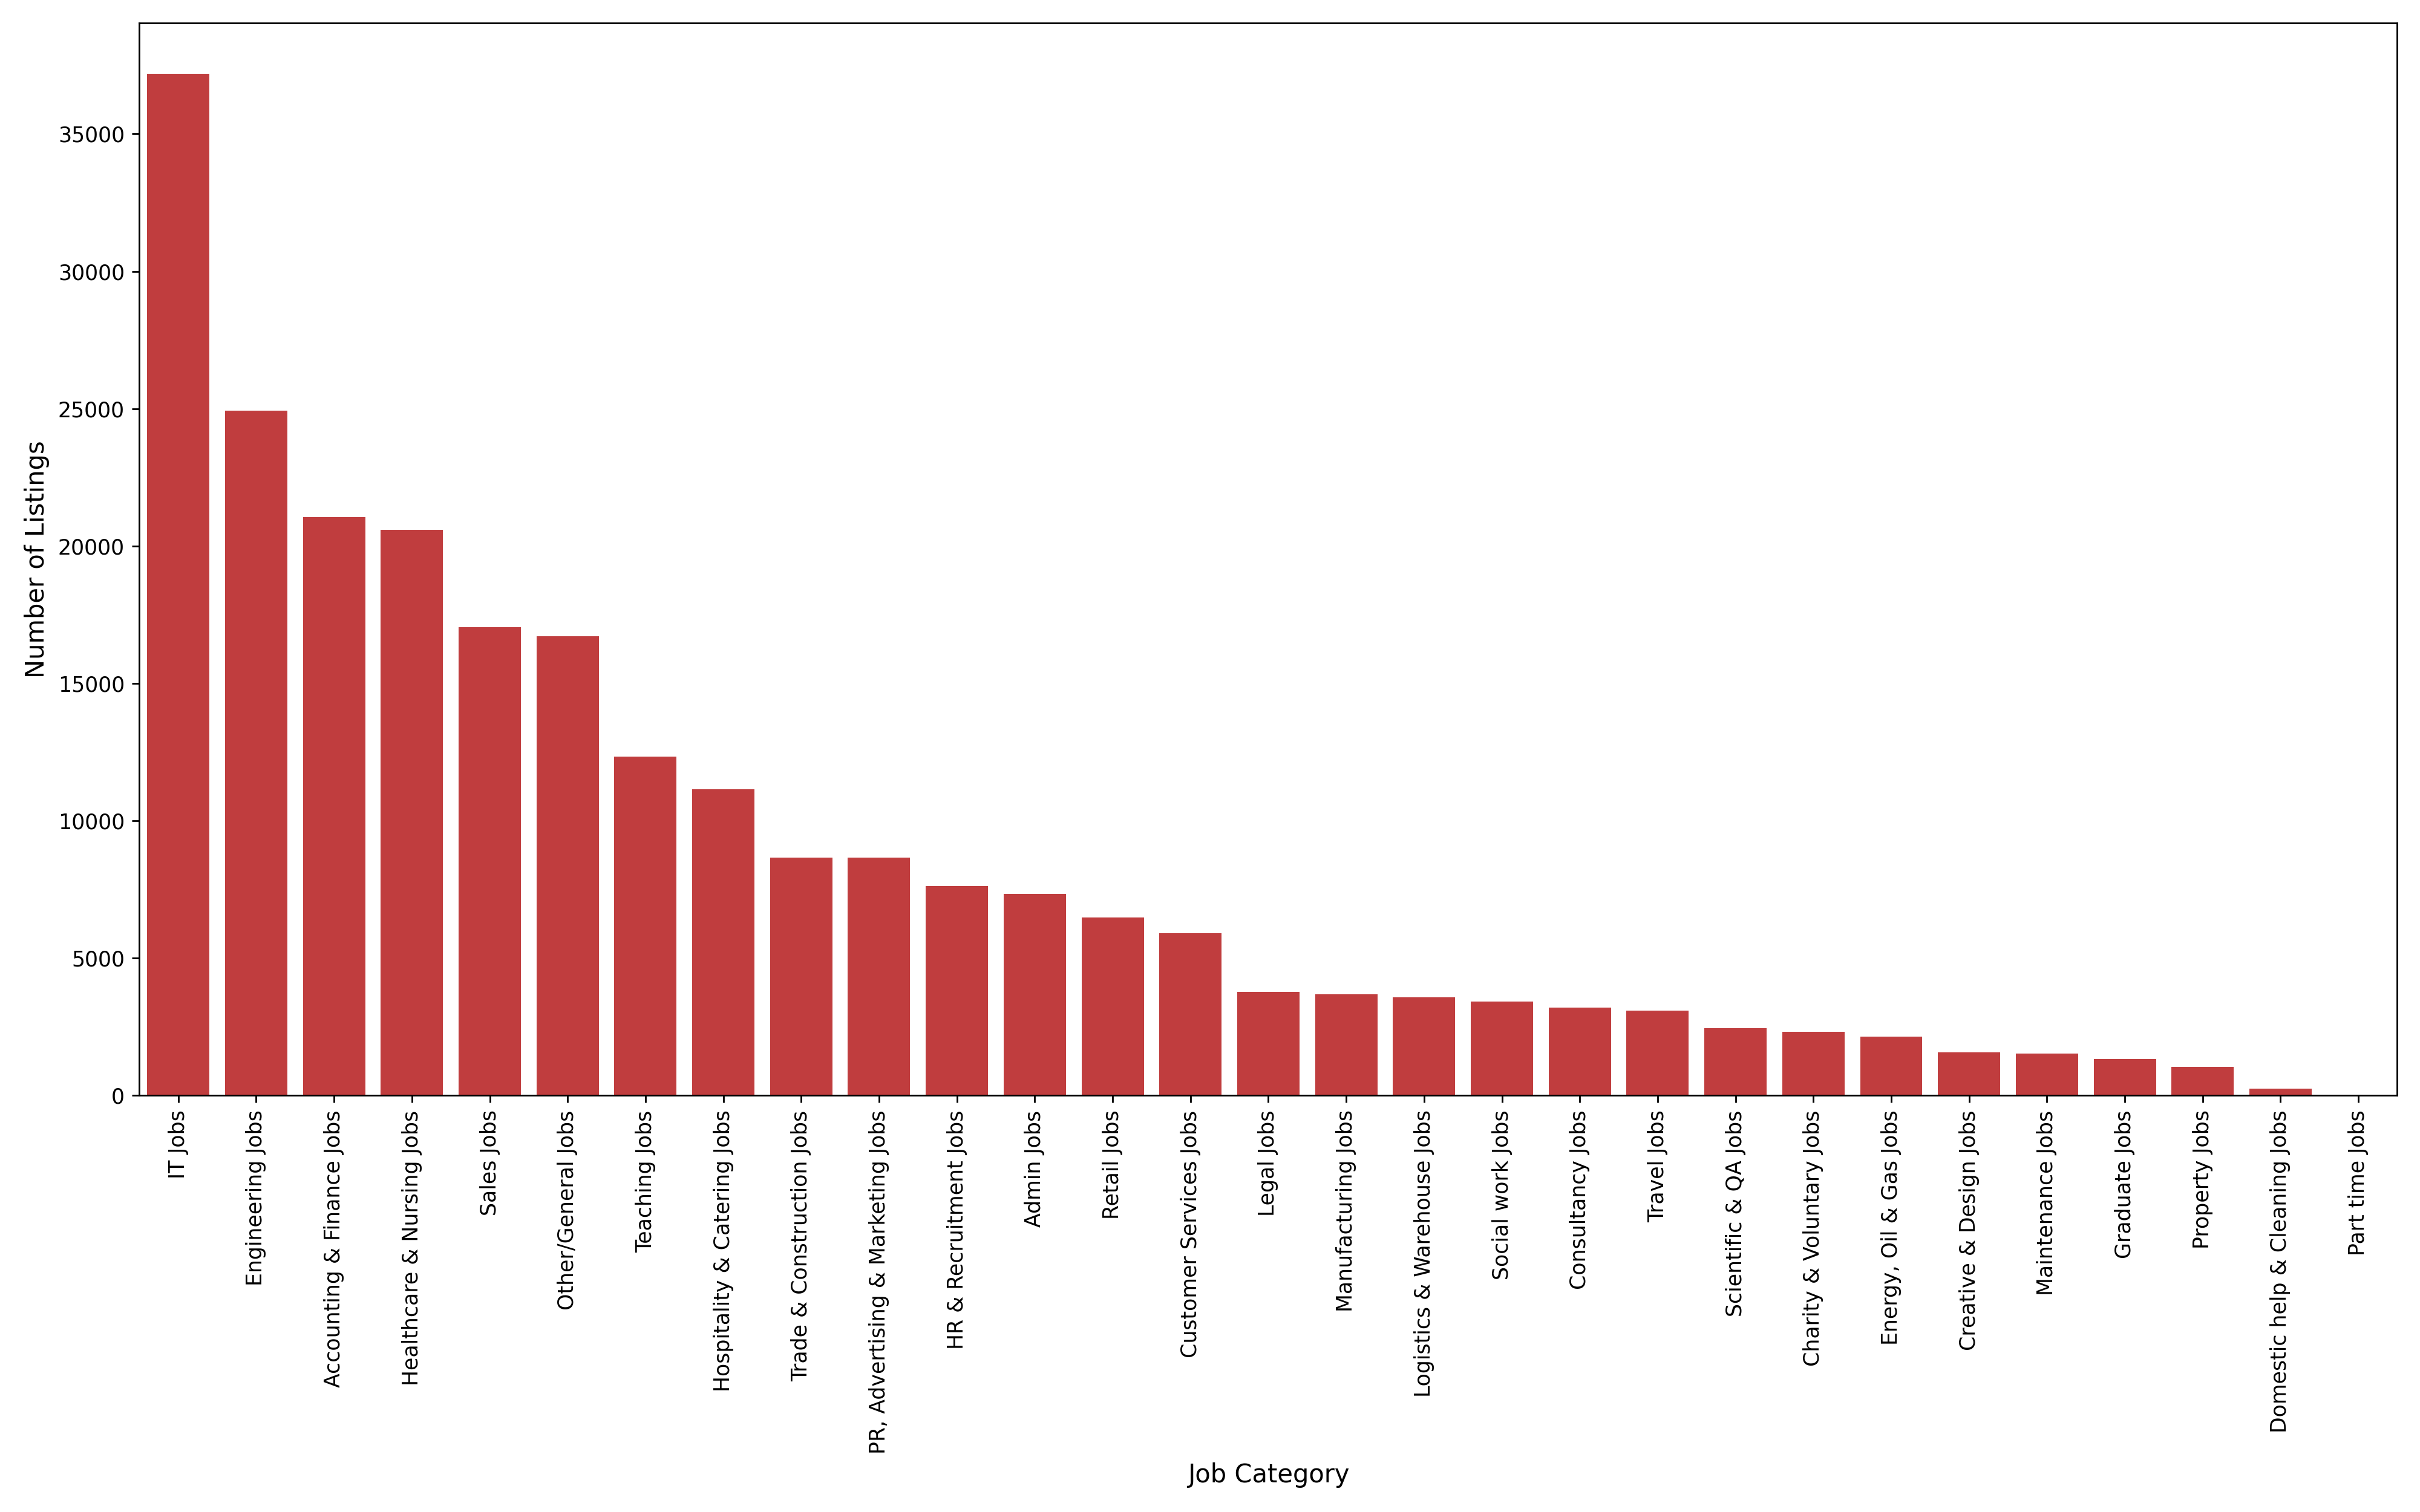 Number of Listings
35000
30000
25000
20000
15000
10000
5000
0
IT Jobs
Engineering Jobs
Accounting & Finance Jobs
Healthcare & Nursing Jobs
Sales Jobs
Other/General Jobs
Teaching Jobs
Hospitality & Catering Jobs
Trade & Construction Jobs
PR, Advertising & Marketing Jobs
HR & Recruitment Jobs
Admin Jobs
Retail Jobs
Customer Services Jobs
Legal Jobs
Manufacturing Jobs
Logistics & Warehouse Jobs
Social work Jobs
Consultancy Jobs
Travel Jobs
Scientific & QA Jobs
Charity & Voluntary Jobs
Energy, Oil & Gas Jobs
Creative & Design Jobs
Maintenance Jobs
Graduate Jobs
Property Jobs
Domestic help & Cleaning Jobs
Part time Jobs
Job Category